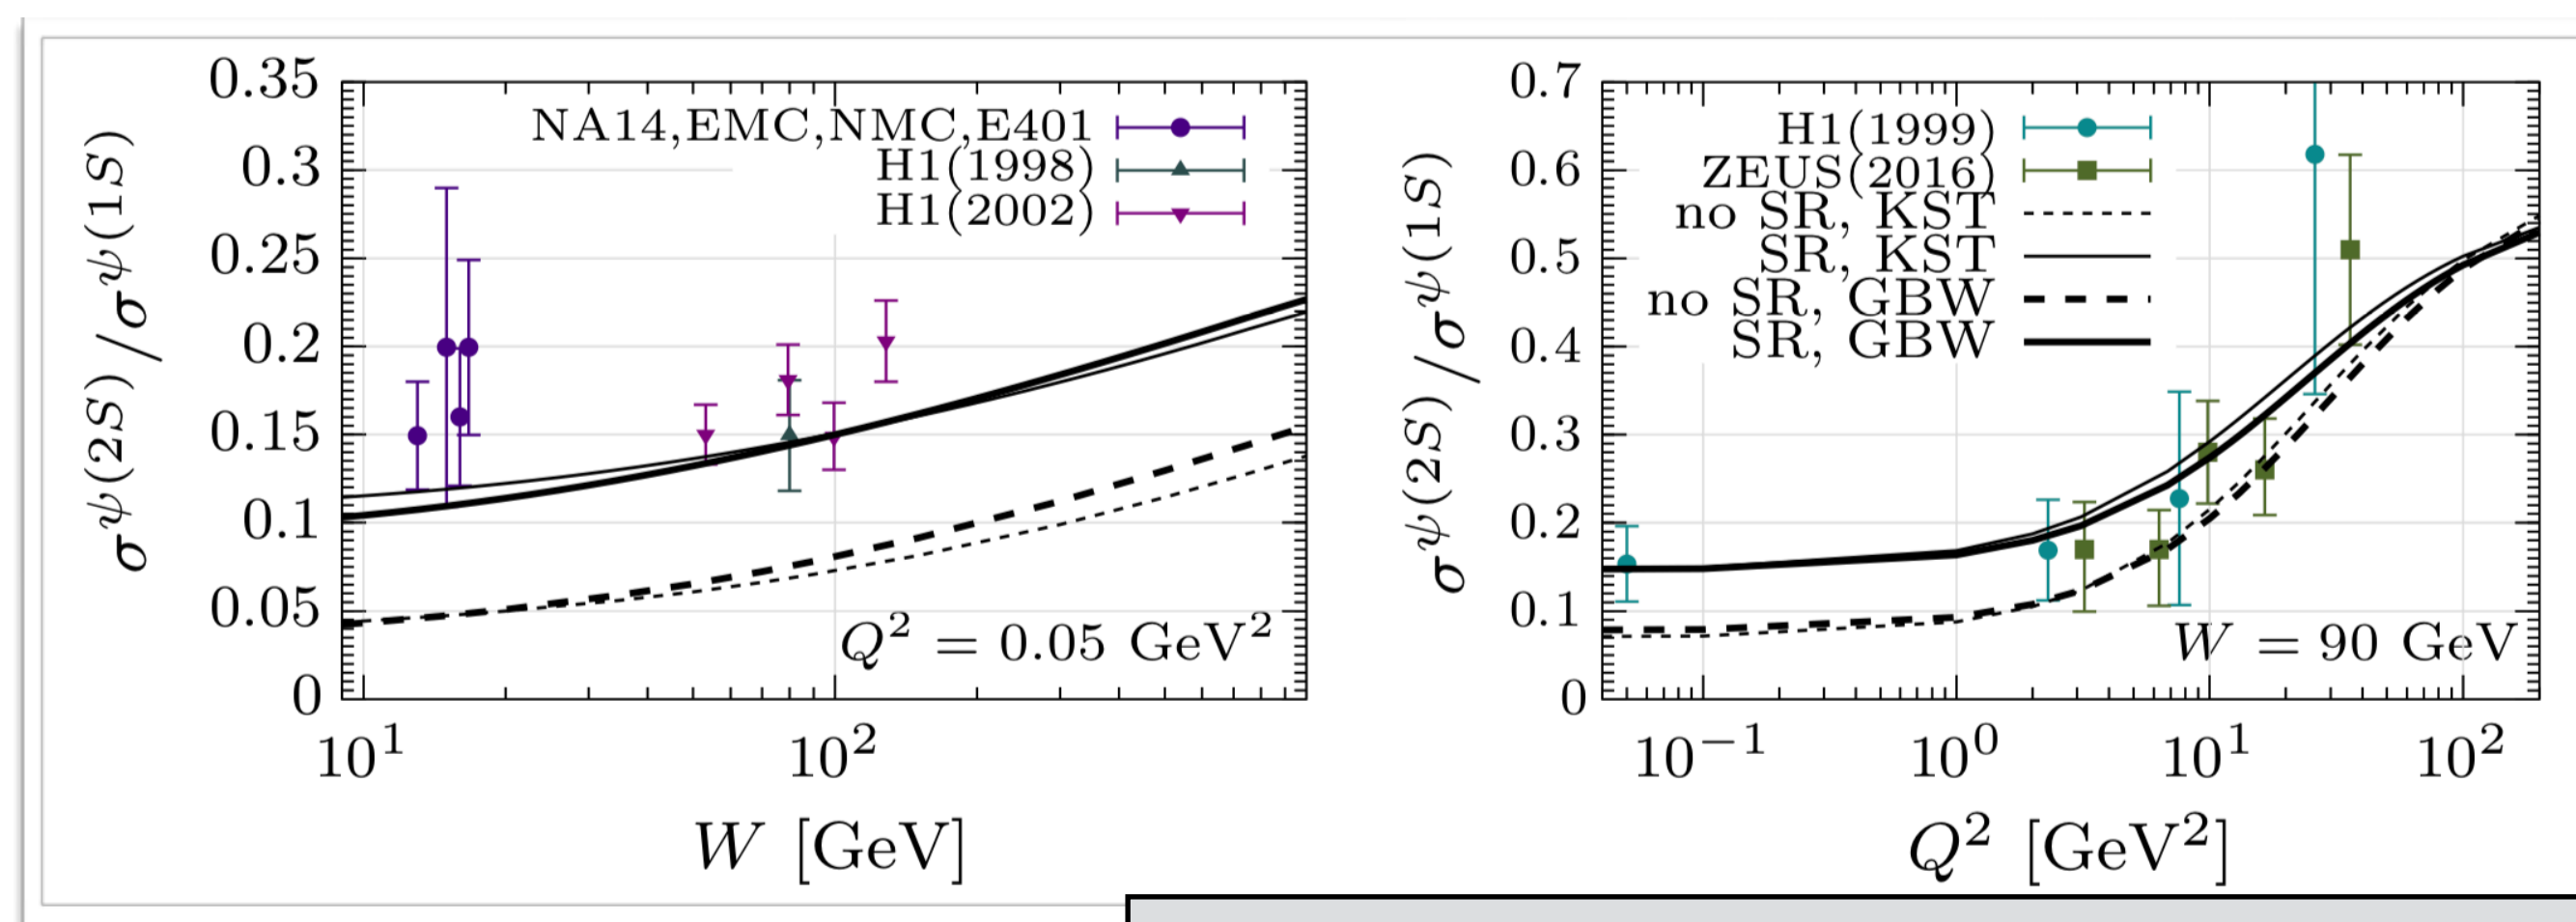 σ^ψ(2S)/σ^ψ(1S)
0.35
0.3
0.25
0.2
0.15
0.1
0.05
0
NA14,EMC,NMC,E401
H1(1998)
H1(2002)
Q² = 0.05 GeV²
10¹ 10²
W [GeV]
σ^ψ(2S)/σ^ψ(1S)
0.7
0.6
0.5
0.4
0.3
0.2
0.1
0
H1(1999)
ZEUS(2016)
no SR, KST
SR, KST
no SR, GBW
SR, GBW
W = 90 GeV
10⁻¹ 10⁰ 10¹ 10²
Q² [GeV²]